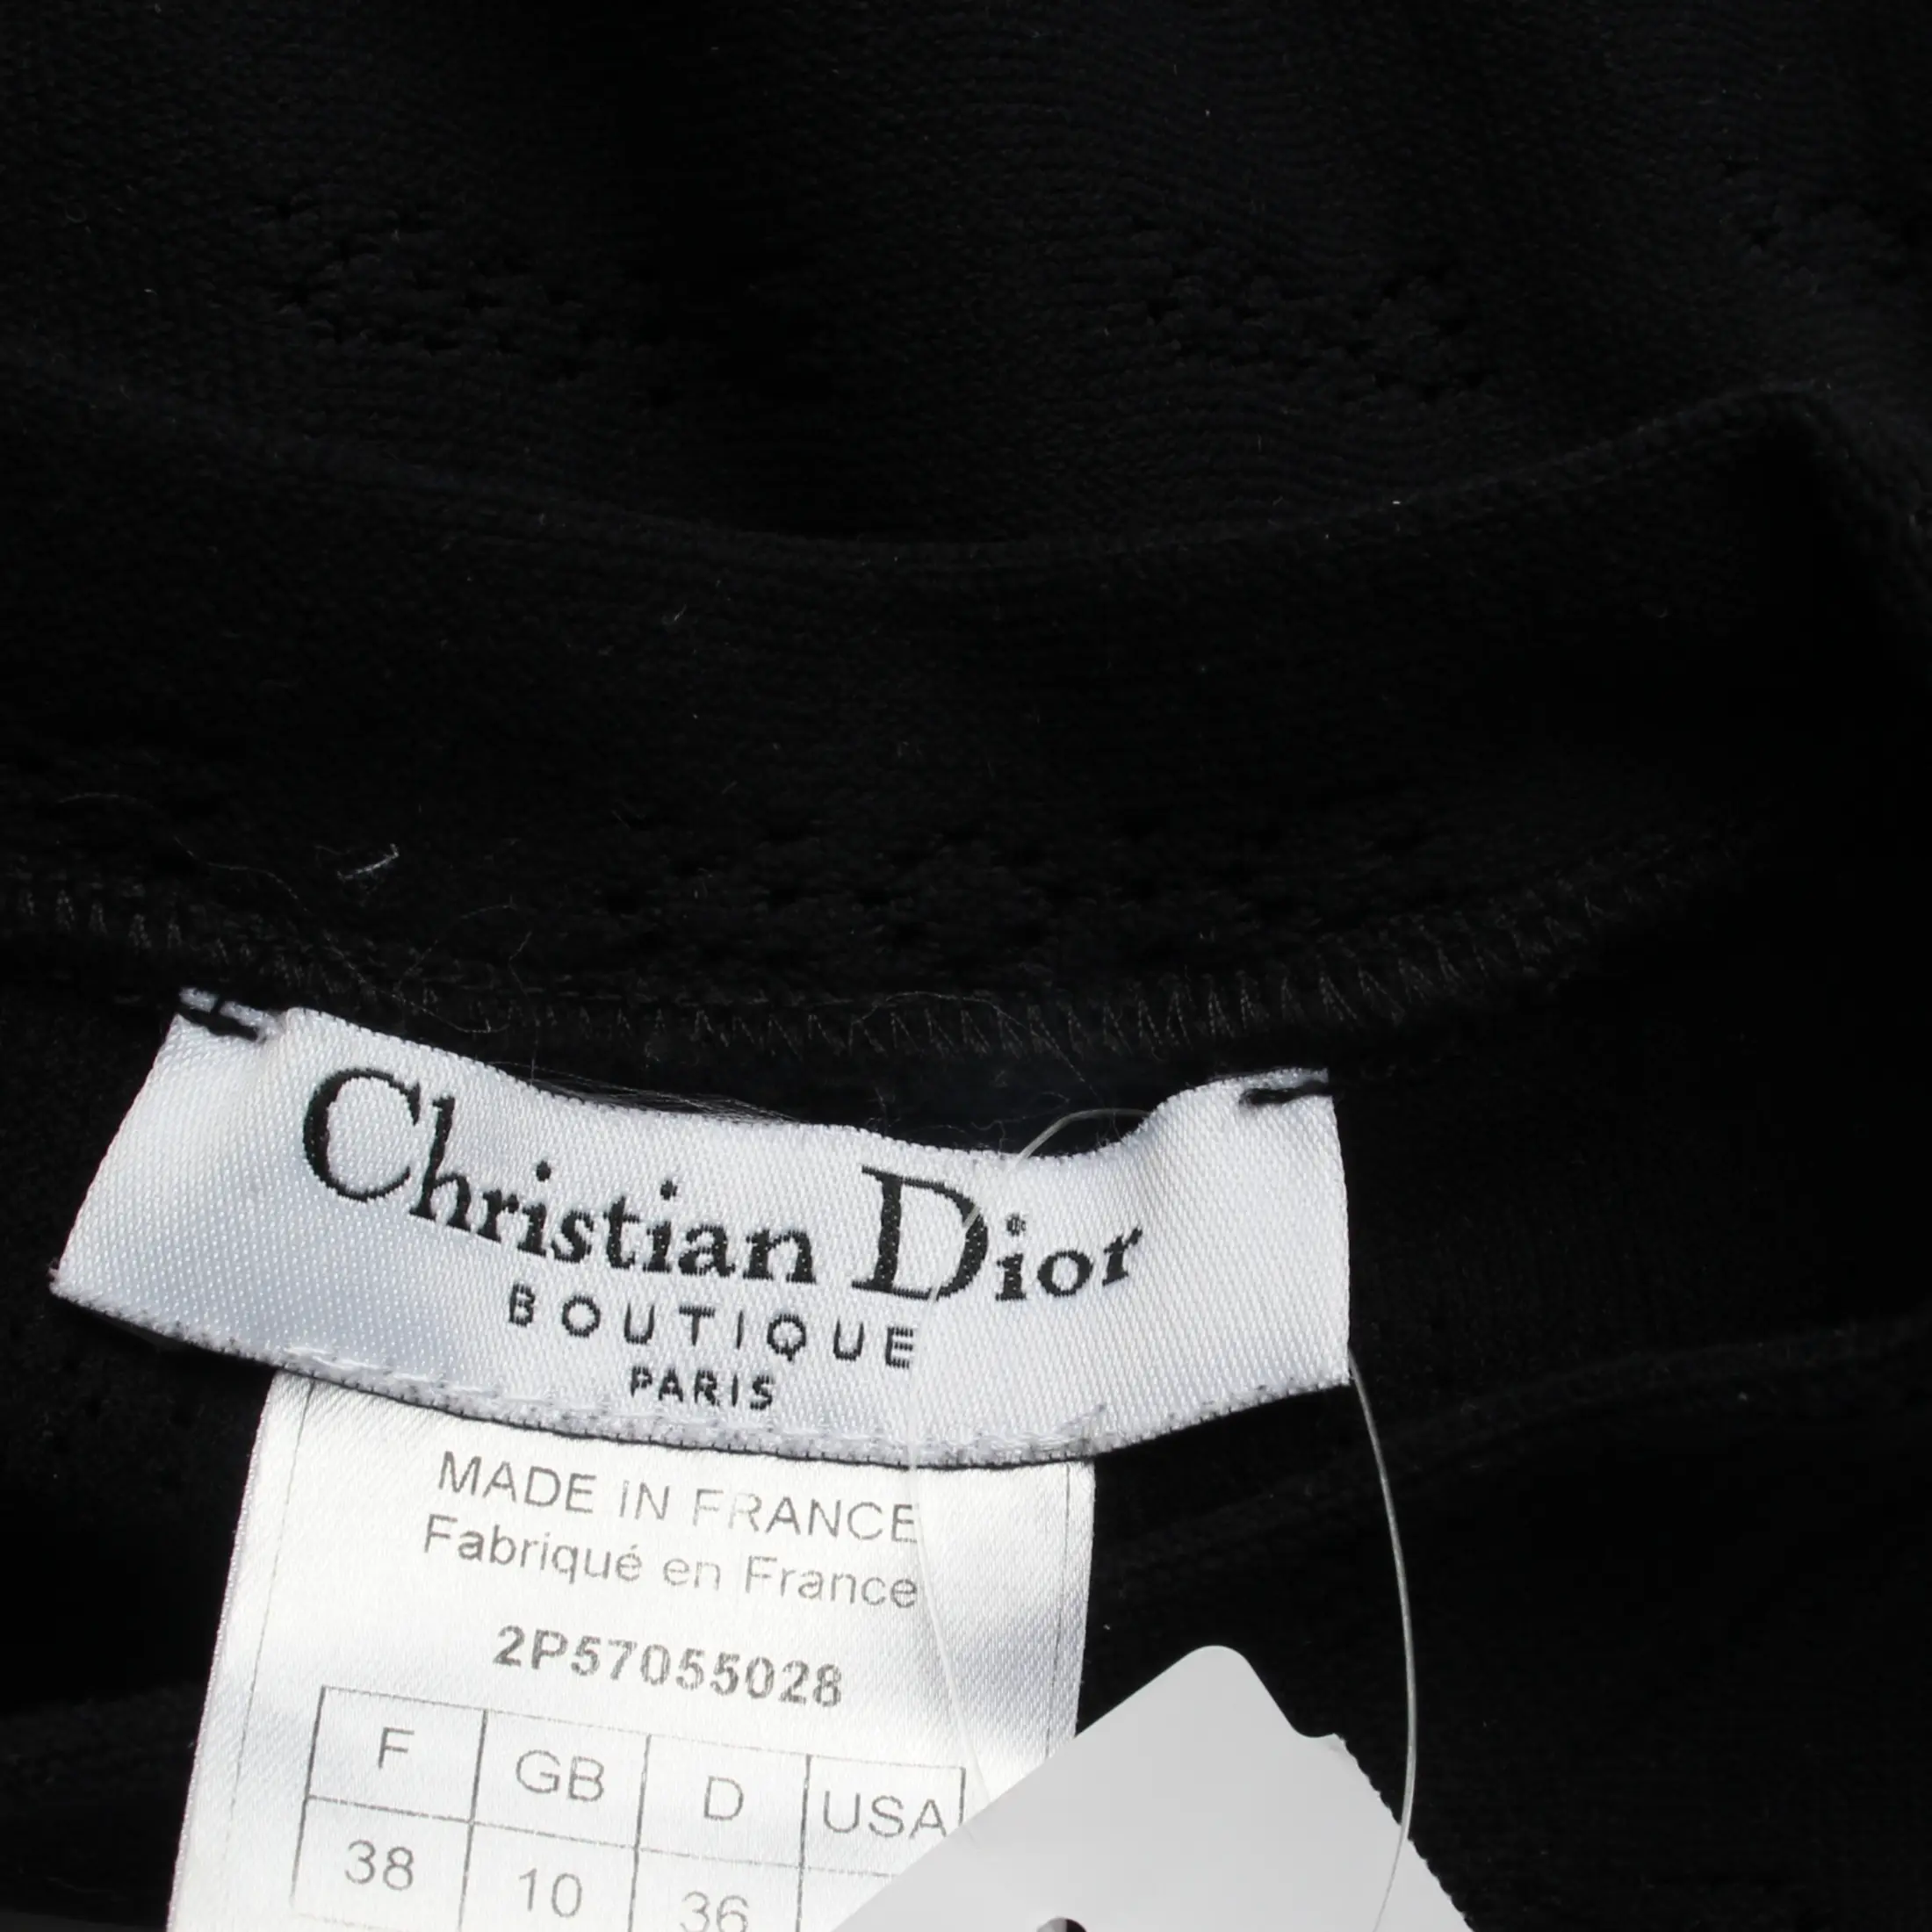 Christian Dior
BOUTIQUE
PARIS
MADE IN FRANCE
Fabriqué en France
2P57055028
F GB D USA
38 10 36